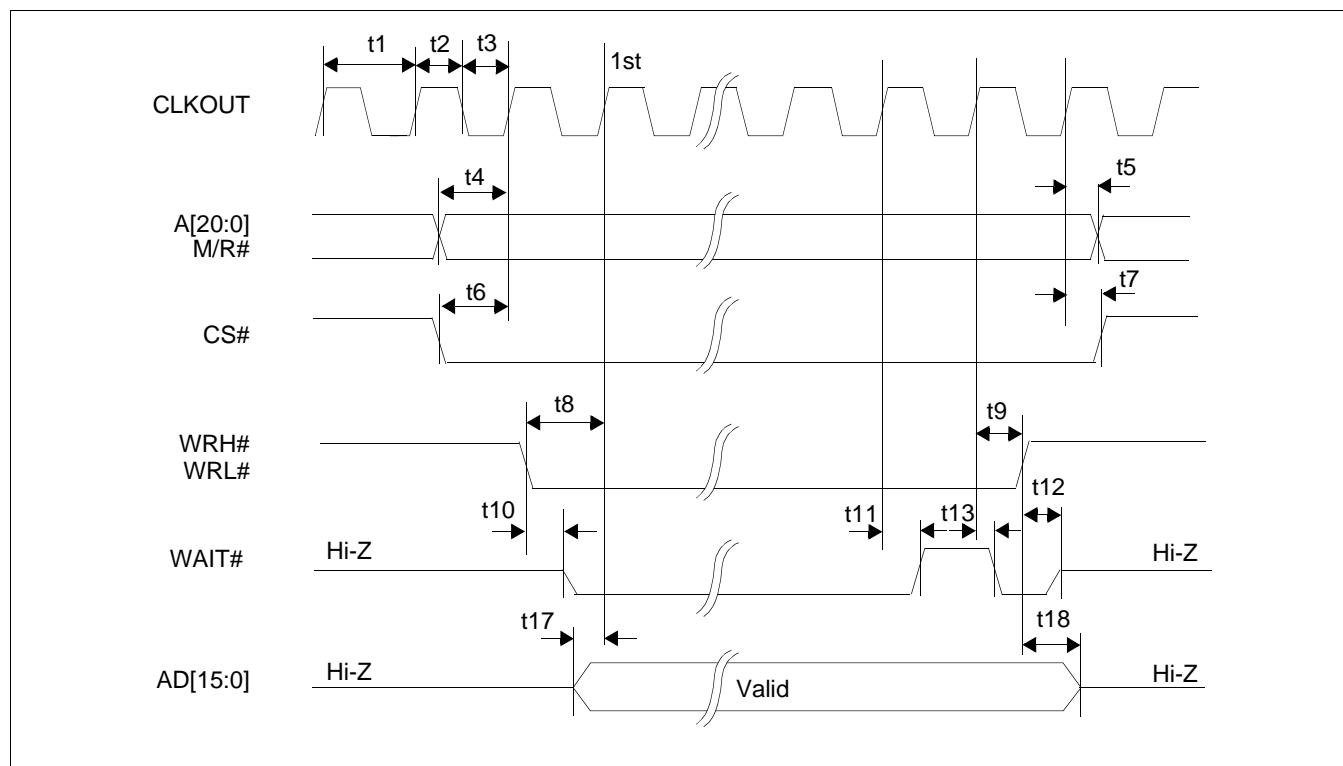 t1
t2
t3
1st
CLKOUT
t4
t5
A[20:0]
M/R#
t6
t7
CS#
t8
t9
WRH#
WRL#
t10
t11
t13
t12
WAIT#
Hi-Z
Hi-Z
t17
t18
AD[15:0]
Hi-Z
Valid
Hi-Z